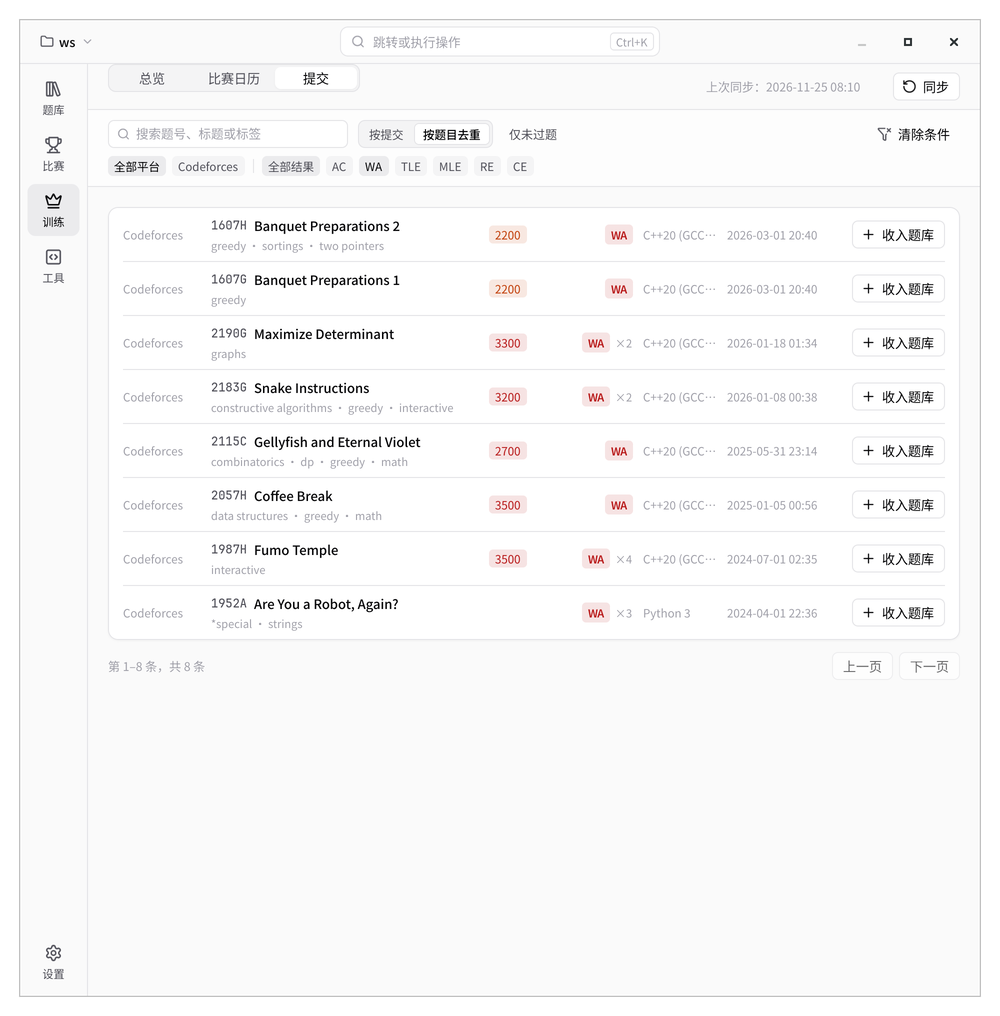 ws
跳转或执行操作
Ctrl+K
题库
比赛
训练
工具
设置
总览 比赛日历 提交
上次同步：2026-11-25 08:10
同步
搜索题号、标题或标签
按提交 按题目去重 仅未过题
清除条件
全部平台 Codeforces 全部结果 AC WA TLE MLE RE CE
Codeforces 1607H Banquet Preparations 2 2200 WA C++20 (GCC··· 2026-03-01 20:40 收入题库
greedy • sortings • two pointers
Codeforces 1607G Banquet Preparations 1 2200 WA C++20 (GCC··· 2026-03-01 20:40 收入题库
greedy
Codeforces 2190G Maximize Determinant 3300 WA ×2 C++20 (GCC··· 2026-01-18 01:34 收入题库
graphs
Codeforces 2183G Snake Instructions 3200 WA ×2 C++20 (GCC··· 2026-01-08 00:38 收入题库
constructive algorithms • greedy • interactive
Codeforces 2115C Gellyfish and Eternal Violet 2700 WA C++20 (GCC··· 2025-05-31 23:14 收入题库
combinatorics • dp • greedy • math
Codeforces 2057H Coffee Break 3500 WA C++20 (GCC··· 2025-01-05 00:56 收入题库
data structures • greedy • math
Codeforces 1987H Fumo Temple 3500 WA ×4 C++20 (GCC··· 2024-07-01 02:35 收入题库
interactive
Codeforces 1952A Are You a Robot, Again? WA ×3 Python 3 2024-04-01 22:36 收入题库
*special • strings
第 1–8 条，共 8 条
上一页 下一页